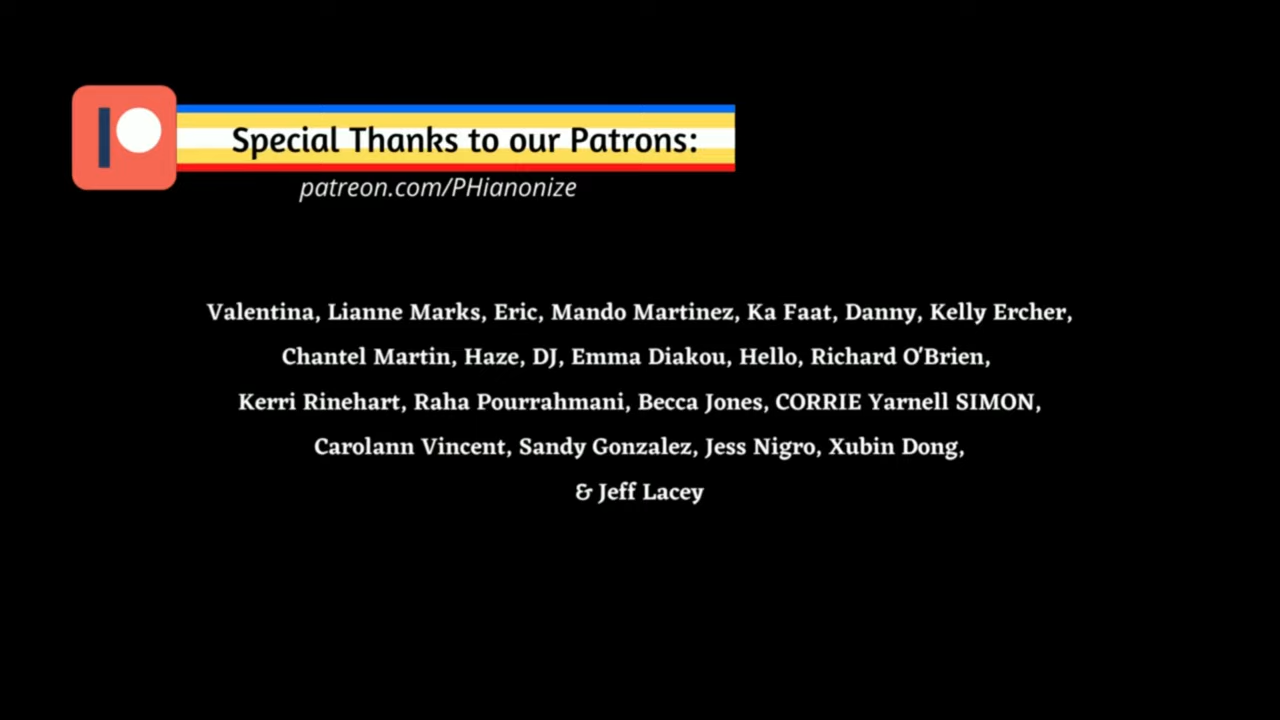 Special Thanks to our Patrons:
patreon.com/PHianonize
Valentina, Lianne Marks, Eric, Mando Martinez, Ka Faat, Danny, Kelly Ercher,
Chantel Martin, Haze, DJ, Emma Diakou, Hello, Richard O'Brien,
Kerri Rinehart, Raha Pourrahmani, Becca Jones, CORRIE Yarnell SIMON,
Carolann Vincent, Sandy Gonzalez, Jess Nigro, Xubin Dong,
& Jeff Lacey